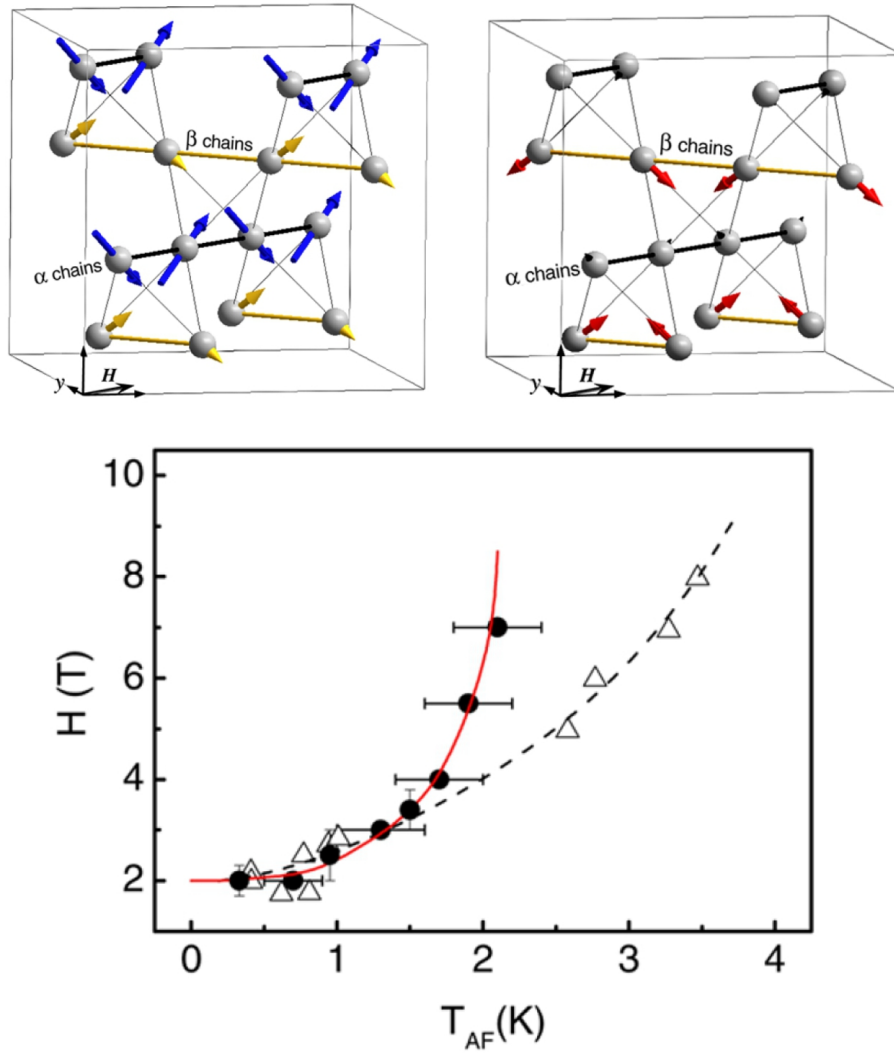 β chains
α chains
y
H
β chains
α chains
y
H
10
8
6
4
2
H (T)
0 1 2 3 4
T_AF(K)